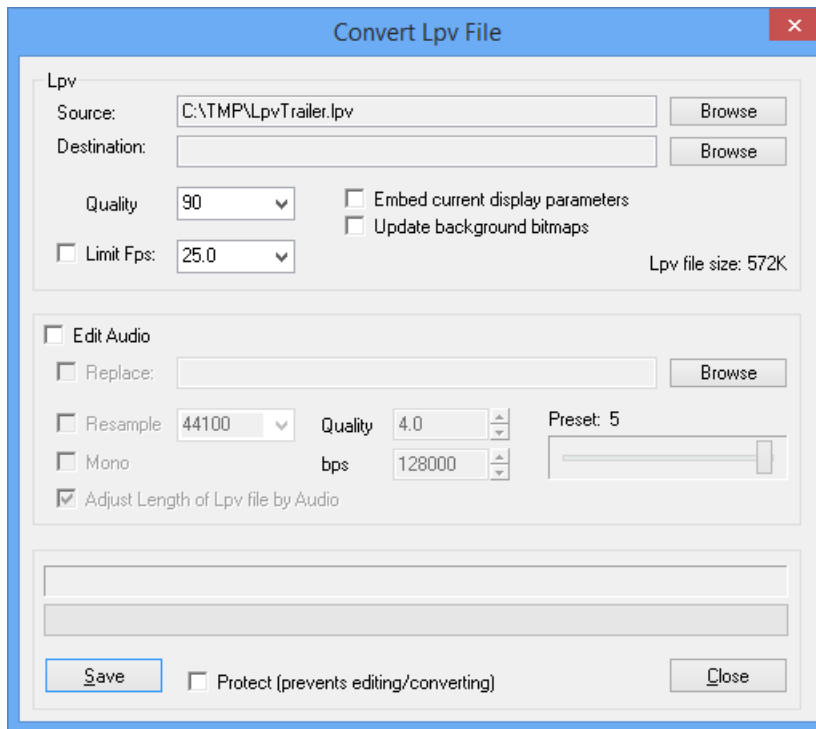 Convert Lpv File
Lpv
Source: C:\TMP\LpvTrailer.lpv Browse
Destination: Browse
Quality 90 Embed current display parameters
Update background bitmaps
Limit Fps: 25.0
Lpv file size: 572K
Edit Audio
Replace: Browse
Resample 44100 Quality 4.0 Preset: 5
Mono bps 128000
Adjust Length of Lpv file by Audio
Save Protect (prevents editing/converting) Close